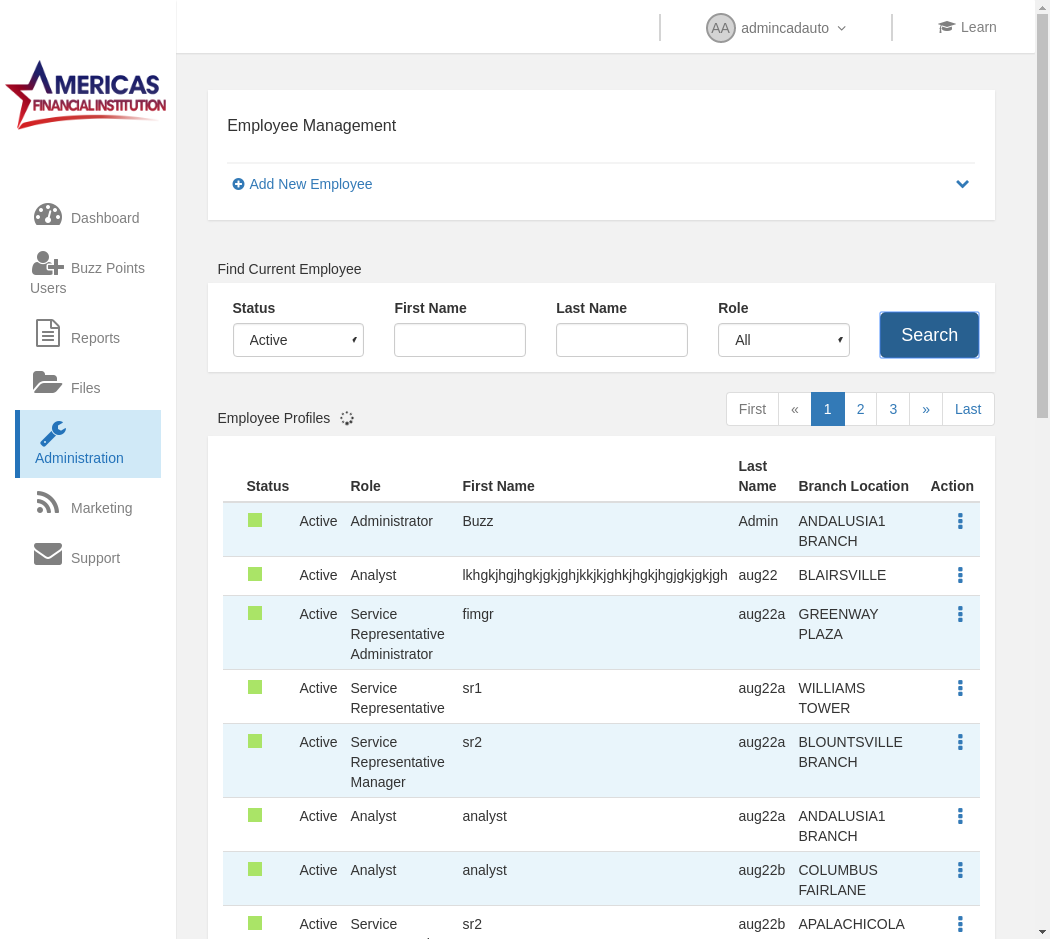 AA admincadauto
Learn
AMERICAS
FINANCIAL INSTITUTION
Dashboard
Buzz Points
Users
Reports
Files
Administration
Marketing
Support
Employee Management
Add New Employee
Find Current Employee
Status First Name Last Name Role
Active All Search
Employee Profiles
First « 1 2 3 » Last
Last
Status Role First Name Name Branch Location Action
Active Administrator Buzz Admin ANDALUSIA1
BRANCH
Active Analyst lkhgkjhgjhgkjgkjghjkkjkjghkjhgkjhgjgkjgkjgh aug22 BLAIRSVILLE
Active Service fimgr aug22a GREENWAY
Representative PLAZA
Administrator
Active Service sr1 aug22a WILLIAMS
Representative TOWER
Active Service sr2 aug22a BLOUNTSVILLE
Representative BRANCH
Manager
Active Analyst analyst aug22a ANDALUSIA1
BRANCH
Active Analyst analyst aug22b COLUMBUS
FAIRLANE
Active Service sr2 aug22b APALACHICOLA